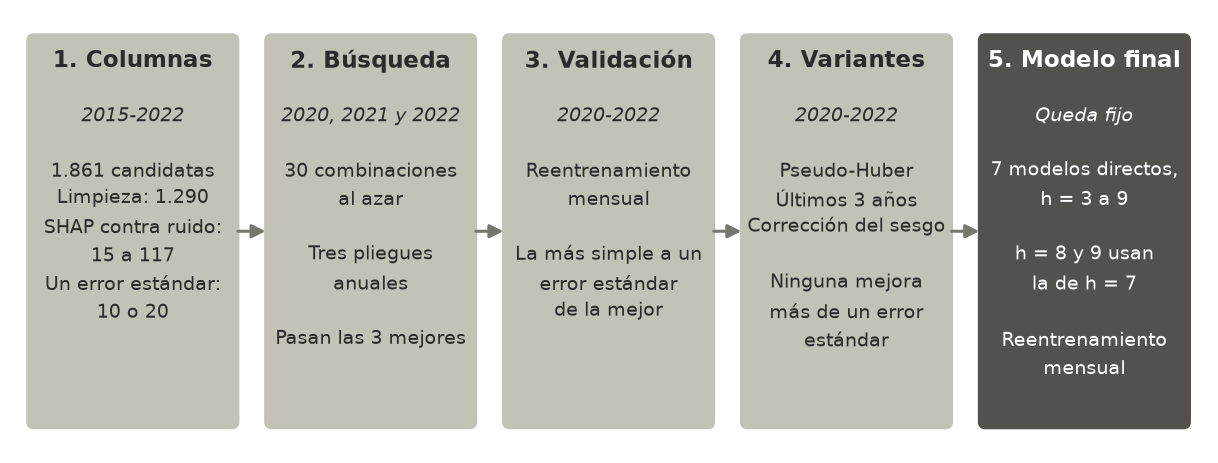 1. Columnas
2015-2022
1.861 candidatas
Limpieza: 1.290
SHAP contra ruido:
15 a 117
Un error estándar:
10 o 20
2. Búsqueda
2020, 2021 y 2022
30 combinaciones
al azar
Tres pliegues
anuales
Pasan las 3 mejores
3. Validación
2020-2022
Reentrenamiento
mensual
La más simple a un
error estándar
de la mejor
4. Variantes
2020-2022
Pseudo-Huber
Últimos 3 años
Corrección del sesgo
Ninguna mejora
más de un error
estándar
5. Modelo final
Queda fijo
7 modelos directos,
h = 3 a 9
h = 8 y 9 usan
la de h = 7
Reentrenamiento
mensual